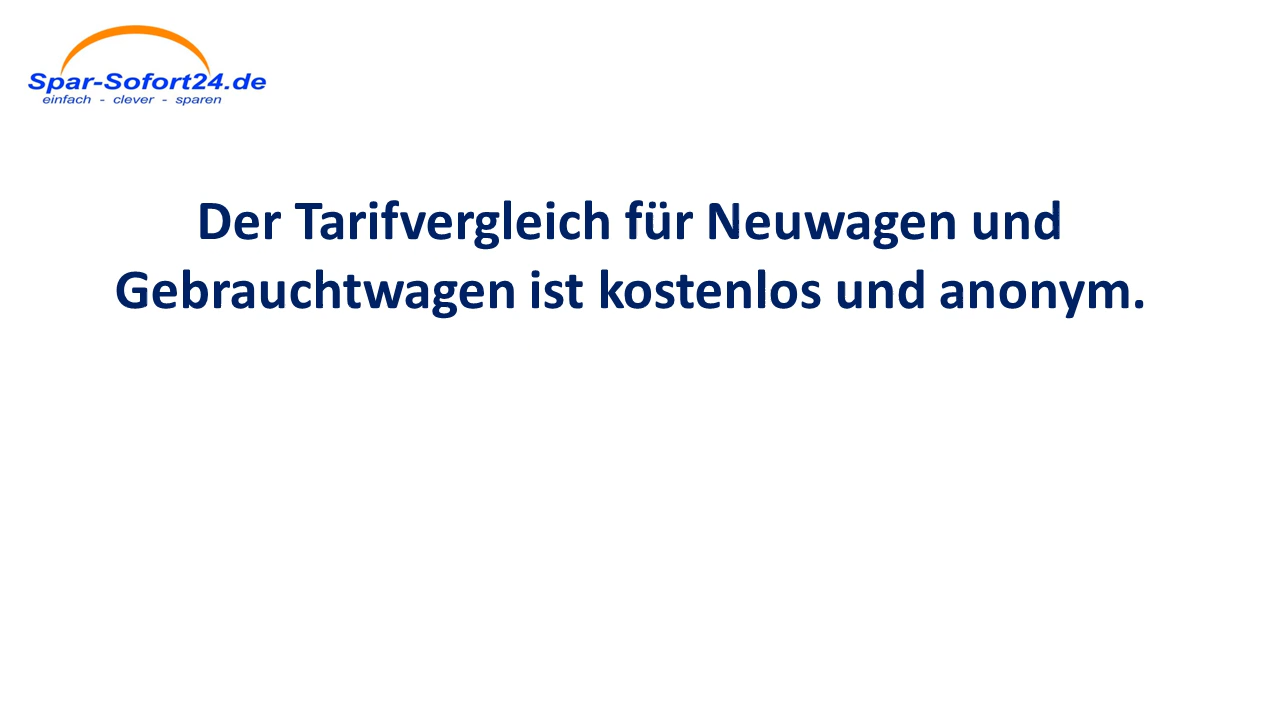 Spar-Sofort24.de
einfach - clever - sparen
Der Tarifvergleich für Neuwagen und
Gebrauchtwagen ist kostenlos und anonym.